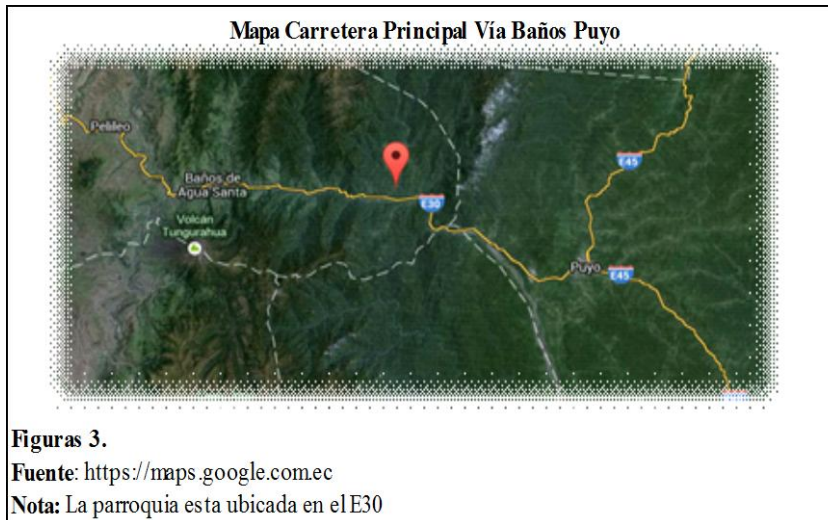 Mapa Carretera Principal Vía Baños Puyo
Pelileo
Baños de
Agua Santa
Volcán
Tungurahua
E30
E45
Puyo
E45
Figuras 3.
Fuente: https://maps.google.com.ec
Nota: La parroquia esta ubicada en el E30